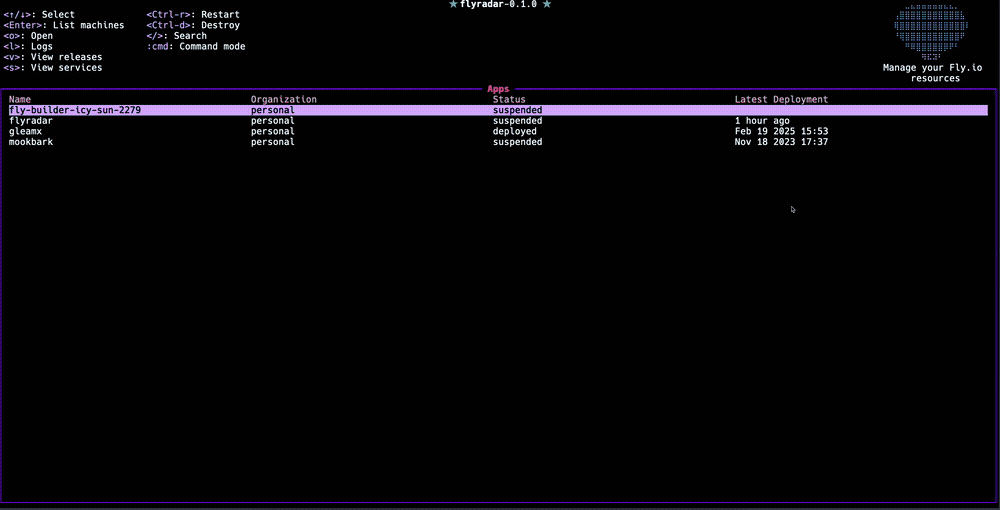 ★ flyradar-0.1.0 ★
<↑/↓>: Select <Ctrl-r>: Restart
<Enter>: List machines <Ctrl-d>: Destroy
<o>: Open </>: Search
<l>: Logs :cmd: Command mode
<v>: View releases
<s>: View services
Manage your Fly.io
resources
Apps
Name Organization Status Latest Deployment
fly-builder-icy-sun-2279 personal suspended
flyradar personal suspended 1 hour ago
gleamx personal deployed Feb 19 2025 15:53
mookbark personal suspended Nov 18 2023 17:37